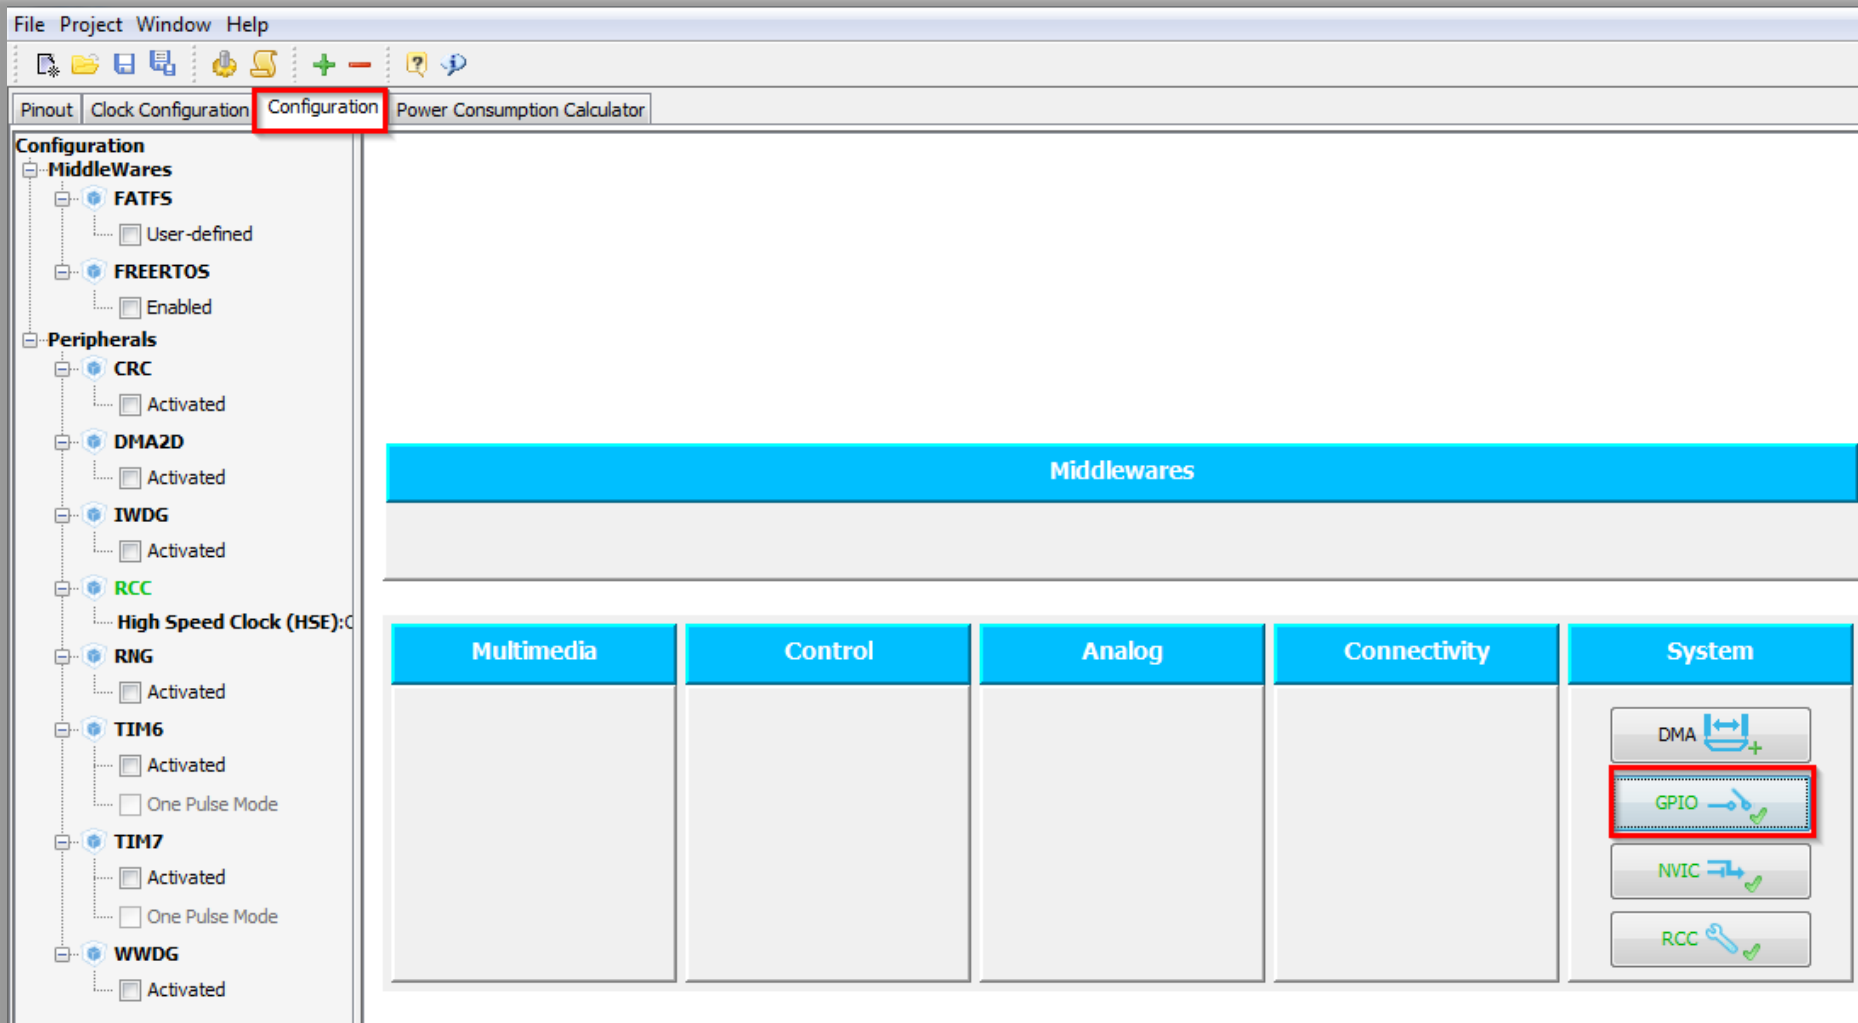 File Project Window Help
Pinout Clock Configuration Configuration Power Consumption Calculator
Configuration
MiddleWares
FATFS
User-defined
FREERTOS
Enabled
Peripherals
CRC
Activated
DMA2D
Activated
IWDG
Activated
RCC
High Speed Clock (HSE):
RNG
Activated
TIM6
Activated
One Pulse Mode
TIM7
Activated
One Pulse Mode
WWDG
Activated
Middlewares
Multimedia Control Analog Connectivity System
DMA
GPIO
NVIC
RCC